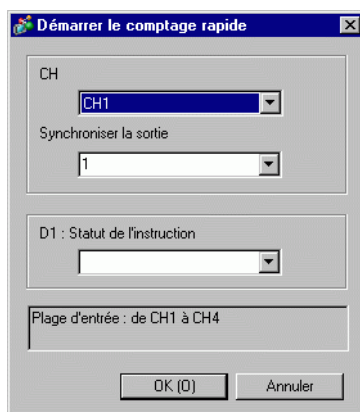 Démarrer le comptage rapide
CH
CH1
Synchroniser la sortie
1
D1 : Statut de l'instruction
Plage d'entrée : de CH1 à CH4
OK (O)
Annuler